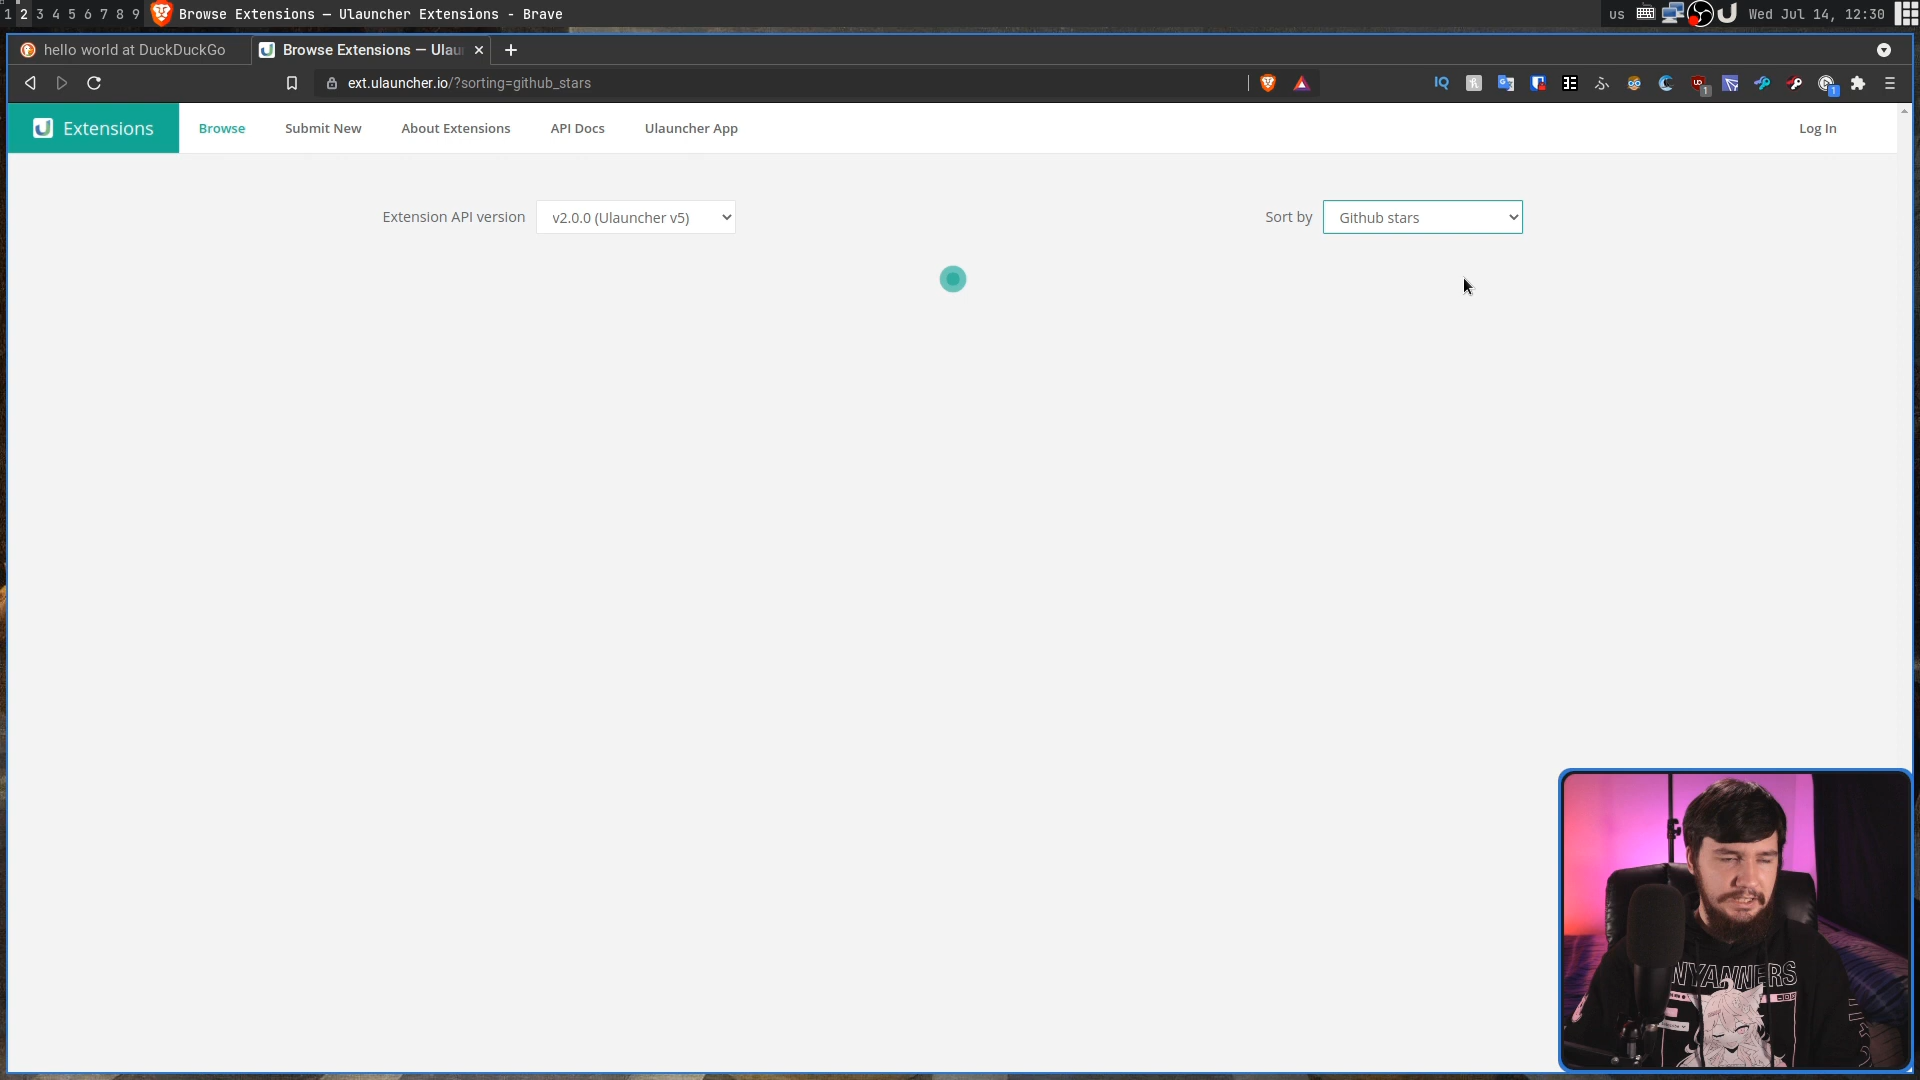 1 2 3 4 5 6 7 8 9 Browse Extensions — Ulauncher Extensions - Brave
us Wed Jul 14, 12:30
hello world at DuckDuckGo
Browse Extensions — Ulau
ext.ulauncher.io/?sorting=github_stars
Extensions
Browse
Submit New
About Extensions
API Docs
Ulauncher App
Log In
Extension API version
v2.0.0 (Ulauncher v5)
Sort by
Github stars
NYANNERS